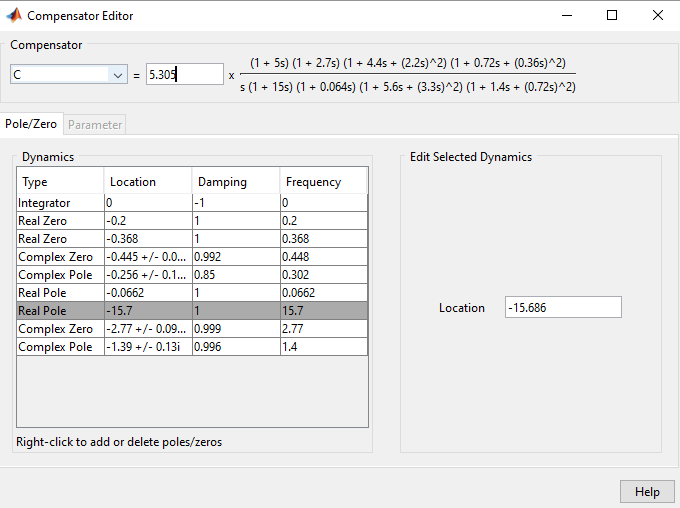 Compensator Editor
Compensator
C = 5.305 x (1 + 5s) (1 + 2.7s) (1 + 4.4s + (2.2s)^2) (1 + 0.72s + (0.36s)^2)
s (1 + 15s) (1 + 0.064s) (1 + 5.6s + (3.3s)^2) (1 + 1.4s + (0.72s)^2)
Pole/Zero Parameter
Dynamics Edit Selected Dynamics
Type Location Damping Frequency
Integrator 0 -1 0
Real Zero -0.2 1 0.2
Real Zero -0.368 1 0.368
Complex Zero -0.445 +/- 0.0... 0.992 0.448
Complex Pole -0.256 +/- 0.1... 0.85 0.302
Real Pole -0.0662 1 0.0662
Real Pole -15.7 1 15.7
Location -15.686
Complex Zero -2.77 +/- 0.09... 0.999 2.77
Complex Pole -1.39 +/- 0.13i 0.996 1.4
Right-click to add or delete poles/zeros
Help